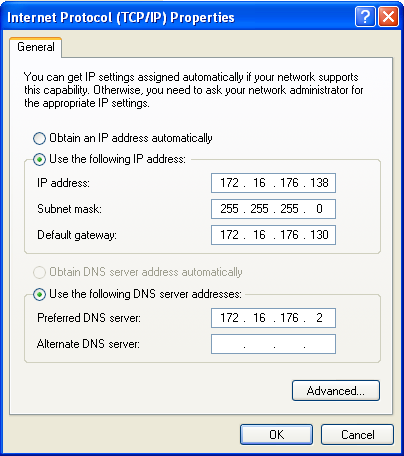 Internet Protocol (TCP/IP) Properties
General
You can get IP settings assigned automatically if your network supports
this capability. Otherwise, you need to ask your network administrator for
the appropriate IP settings.
Obtain an IP address automatically
Use the following IP address:
IP address: 172 . 16 . 176 . 138
Subnet mask: 255 . 255 . 255 . 0
Default gateway: 172 . 16 . 176 . 130
Obtain DNS server address automatically
Use the following DNS server addresses:
Preferred DNS server: 172 . 16 . 176 . 2
Alternate DNS server: . . .
Advanced...
OK Cancel